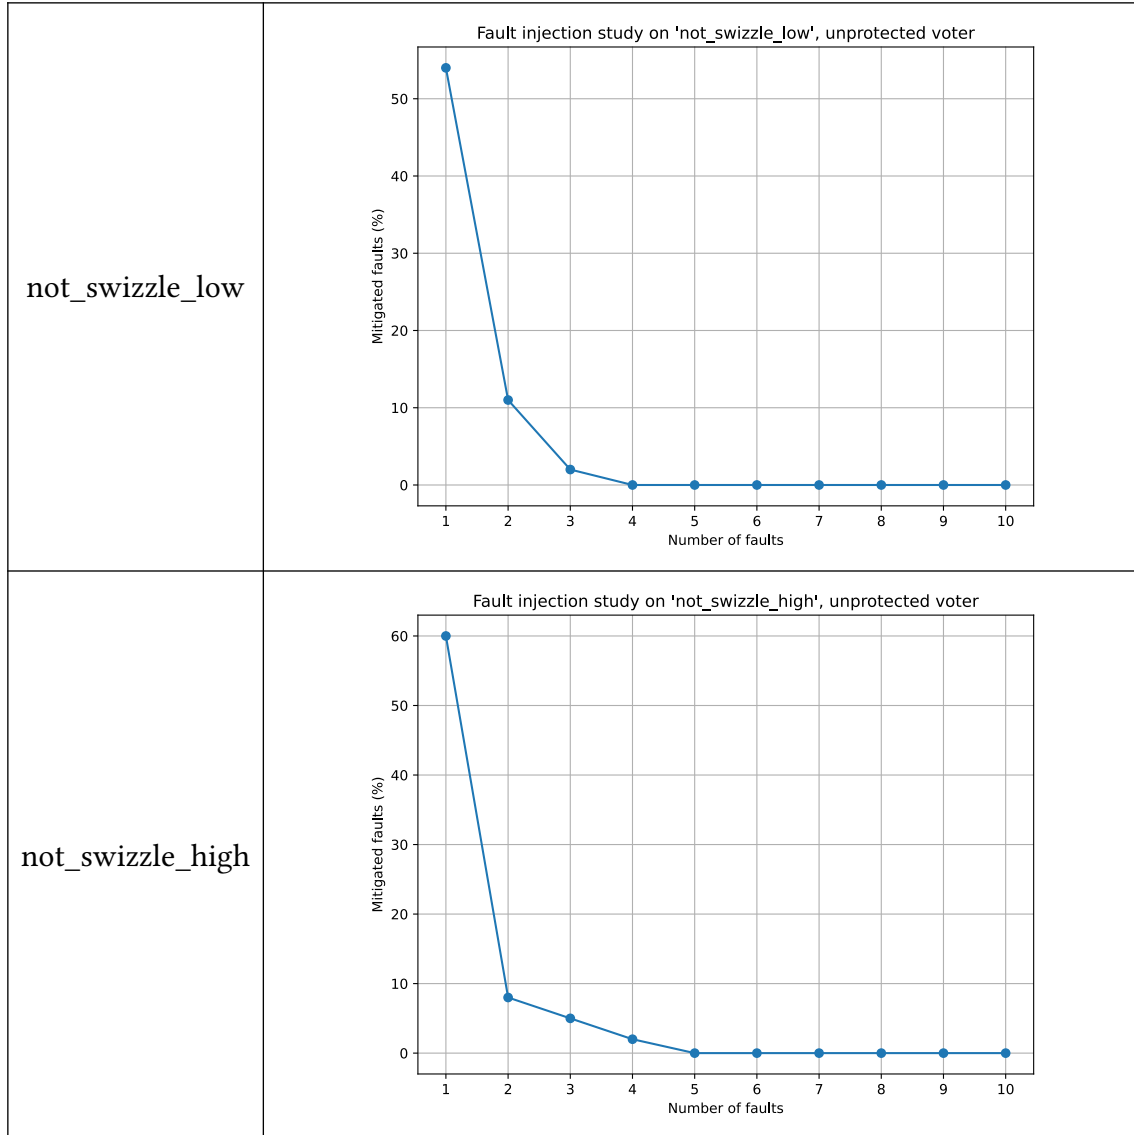 not_swizzle_low
Fault injection study on 'not_swizzle_low', unprotected voter
Mitigated faults (%)
50
40
30
20
10
0
1 2 3 4 5 6 7 8 9 10
Number of faults
not_swizzle_high
Fault injection study on 'not_swizzle_high', unprotected voter
Mitigated faults (%)
60
50
40
30
20
10
0
1 2 3 4 5 6 7 8 9 10
Number of faults